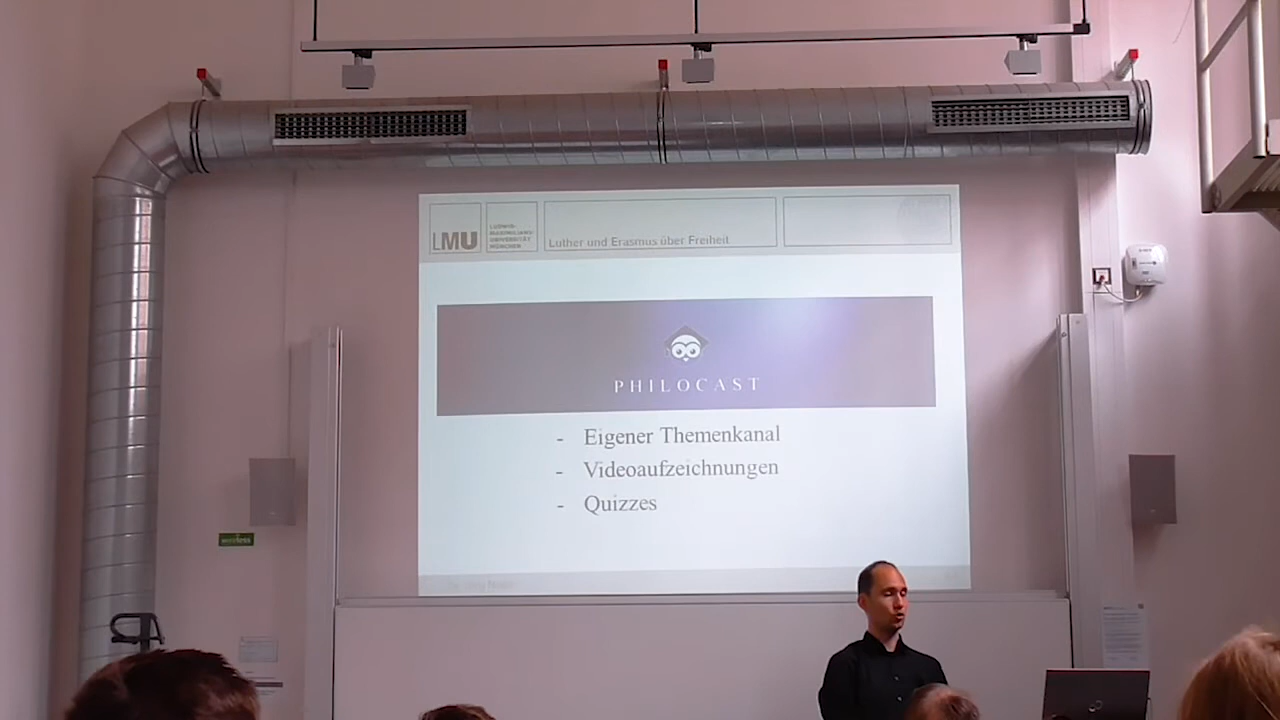 LMU
LUDWIG-
MAXIMILIANS-
UNIVERSITÄT
MÜNCHEN
Luther und Erasmus über Freiheit
PHILOCAST
- Eigener Themenkanal
- Videoaufzeichnungen
- Quizzes